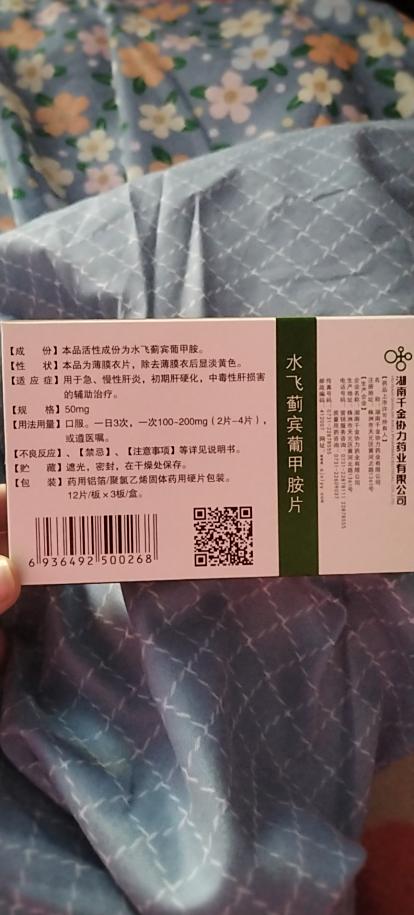 【成　份】本品活性成份为水飞蓟宾葡甲胺。
【性　状】本品为薄膜衣片，除去薄膜衣后显淡黄色。
【适 应 症】用于急、慢性肝炎，初期肝硬化，中毒性肝损害
的辅助治疗。
【规　格】50mg
【用法用量】口服。一日3次，一次100-200mg（2片-4片），
或遵医嘱。
【不良反应】、【禁忌】、【注意事项】等详见说明书。
【贮　藏】遮光，密封，在干燥处保存。
【包　装】药用铝箔/聚氯乙烯固体药用硬片包装。
12片/板×3板/盒。
6 936492 500268
水飞蓟宾葡甲胺片
湖南千金协力药业有限公司